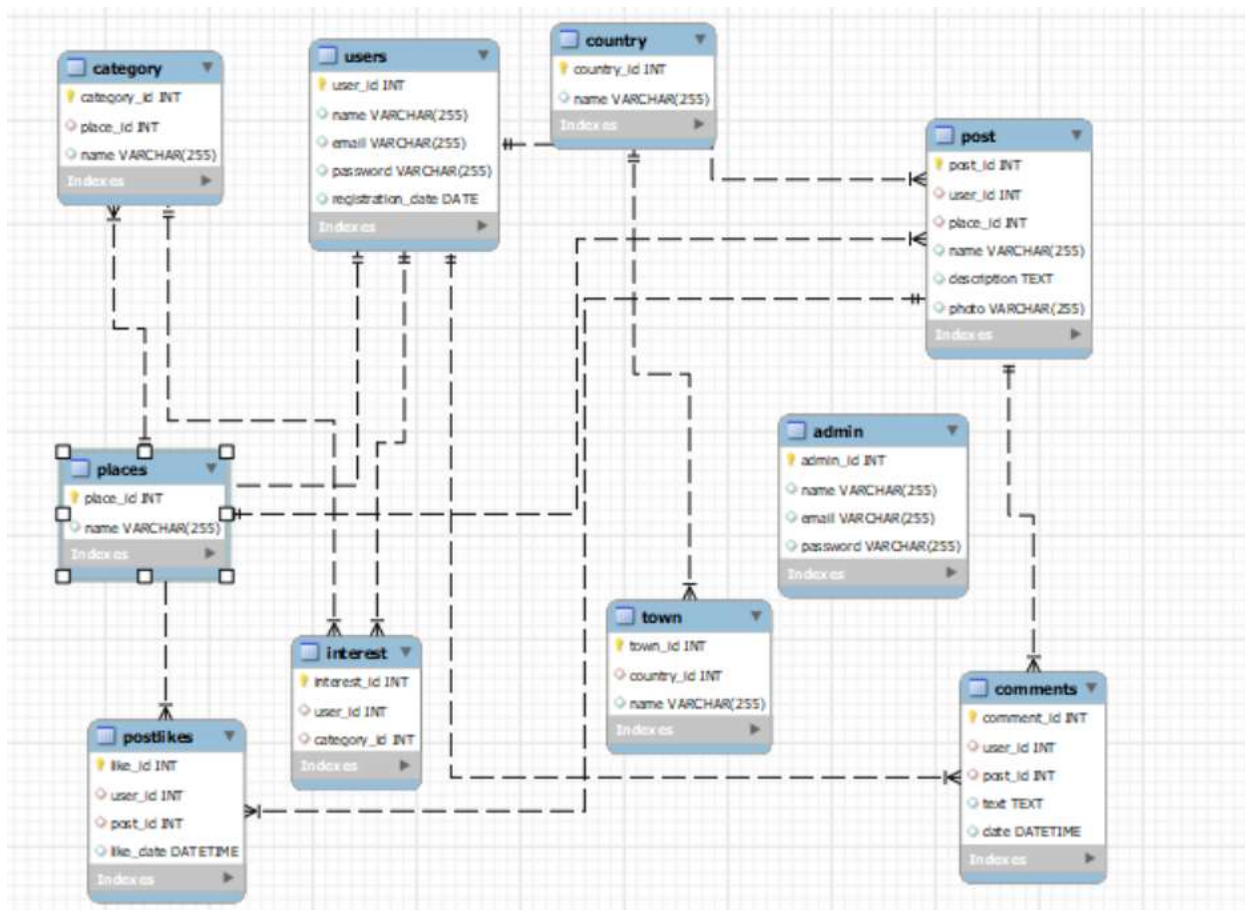 category
category_id INT
place_id INT
name VARCHAR(255)
Indexes
users
user_id INT
name VARCHAR(255)
email VARCHAR(255)
password VARCHAR(255)
registration_date DATE
Indexes
country
country_id INT
name VARCHAR(255)
Indexes
post
post_id INT
user_id INT
place_id INT
name VARCHAR(255)
description TEXT
photo VARCHAR(255)
Indexes
places
place_id INT
name VARCHAR(255)
Indexes
admin
admin_id INT
name VARCHAR(255)
email VARCHAR(255)
password VARCHAR(255)
Indexes
interest
interest_id INT
user_id INT
category_id INT
Indexes
town
town_id INT
country_id INT
name VARCHAR(255)
Indexes
postlikes
like_id INT
user_id INT
post_id INT
like_date DATETIME
Indexes
comments
comment_id INT
user_id INT
post_id INT
text TEXT
date DATETIME
Indexes